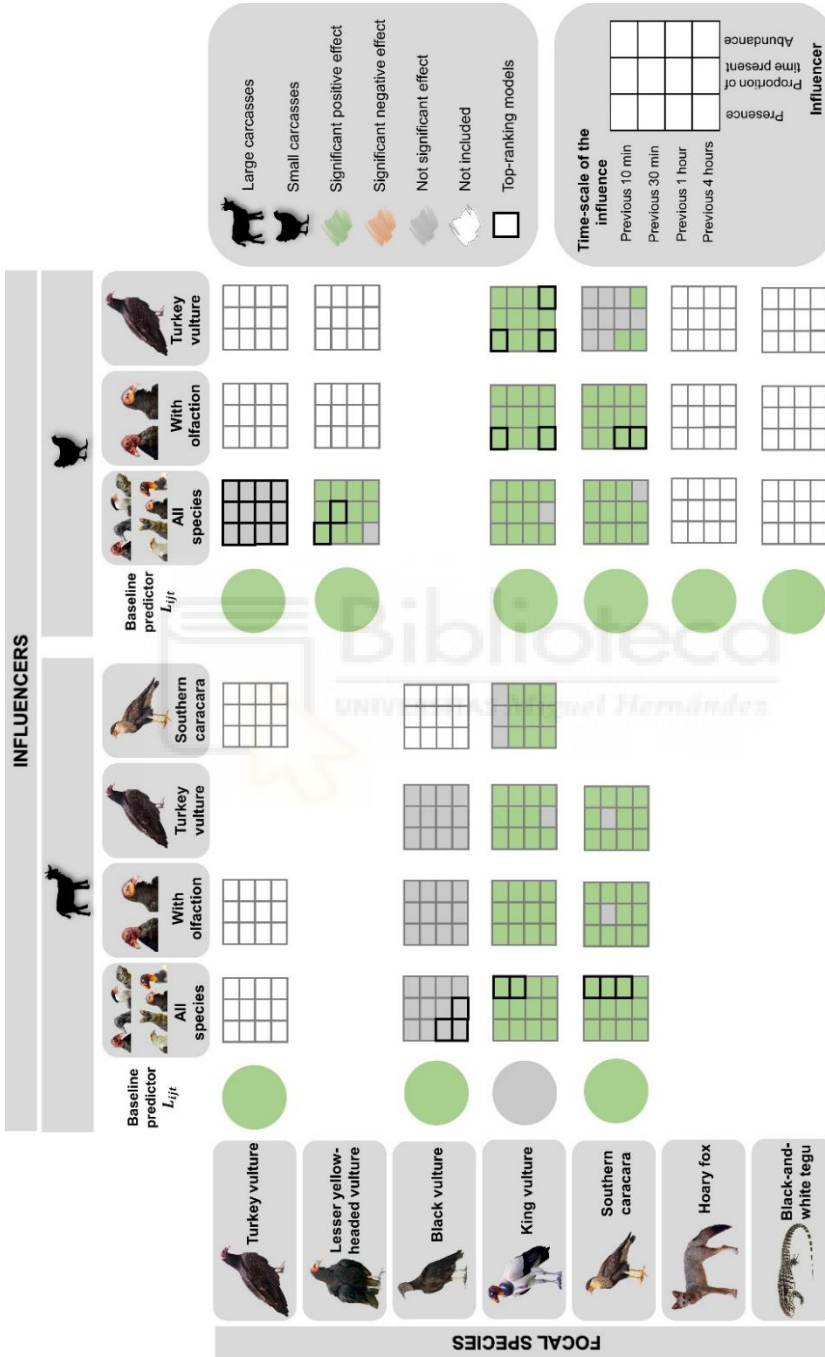 INFLUENCERS
Baseline
predictor
L_ijt
All
species
With
olfaction
Turkey
vulture
Southern
caracara
Baseline
predictor
L_ijt
All
species
With
olfaction
Turkey
vulture
FOCAL SPECIES
Turkey vulture
Lesser yellow-
headed vulture
Black vulture
King vulture
Southern
caracara
Hoary fox
Black-and-
white tegu
Large carcasses
Small carcasses
Significant positive effect
Significant negative effect
Not significant effect
Not included
Top-ranking models
Time-scale of the
influence
Previous 10 min
Previous 30 min
Previous 1 hour
Previous 4 hours
Presence
Proportion of
time present
Abundance
Influencer
Biblioteca
UNIVERSITAS Miguel Hernández